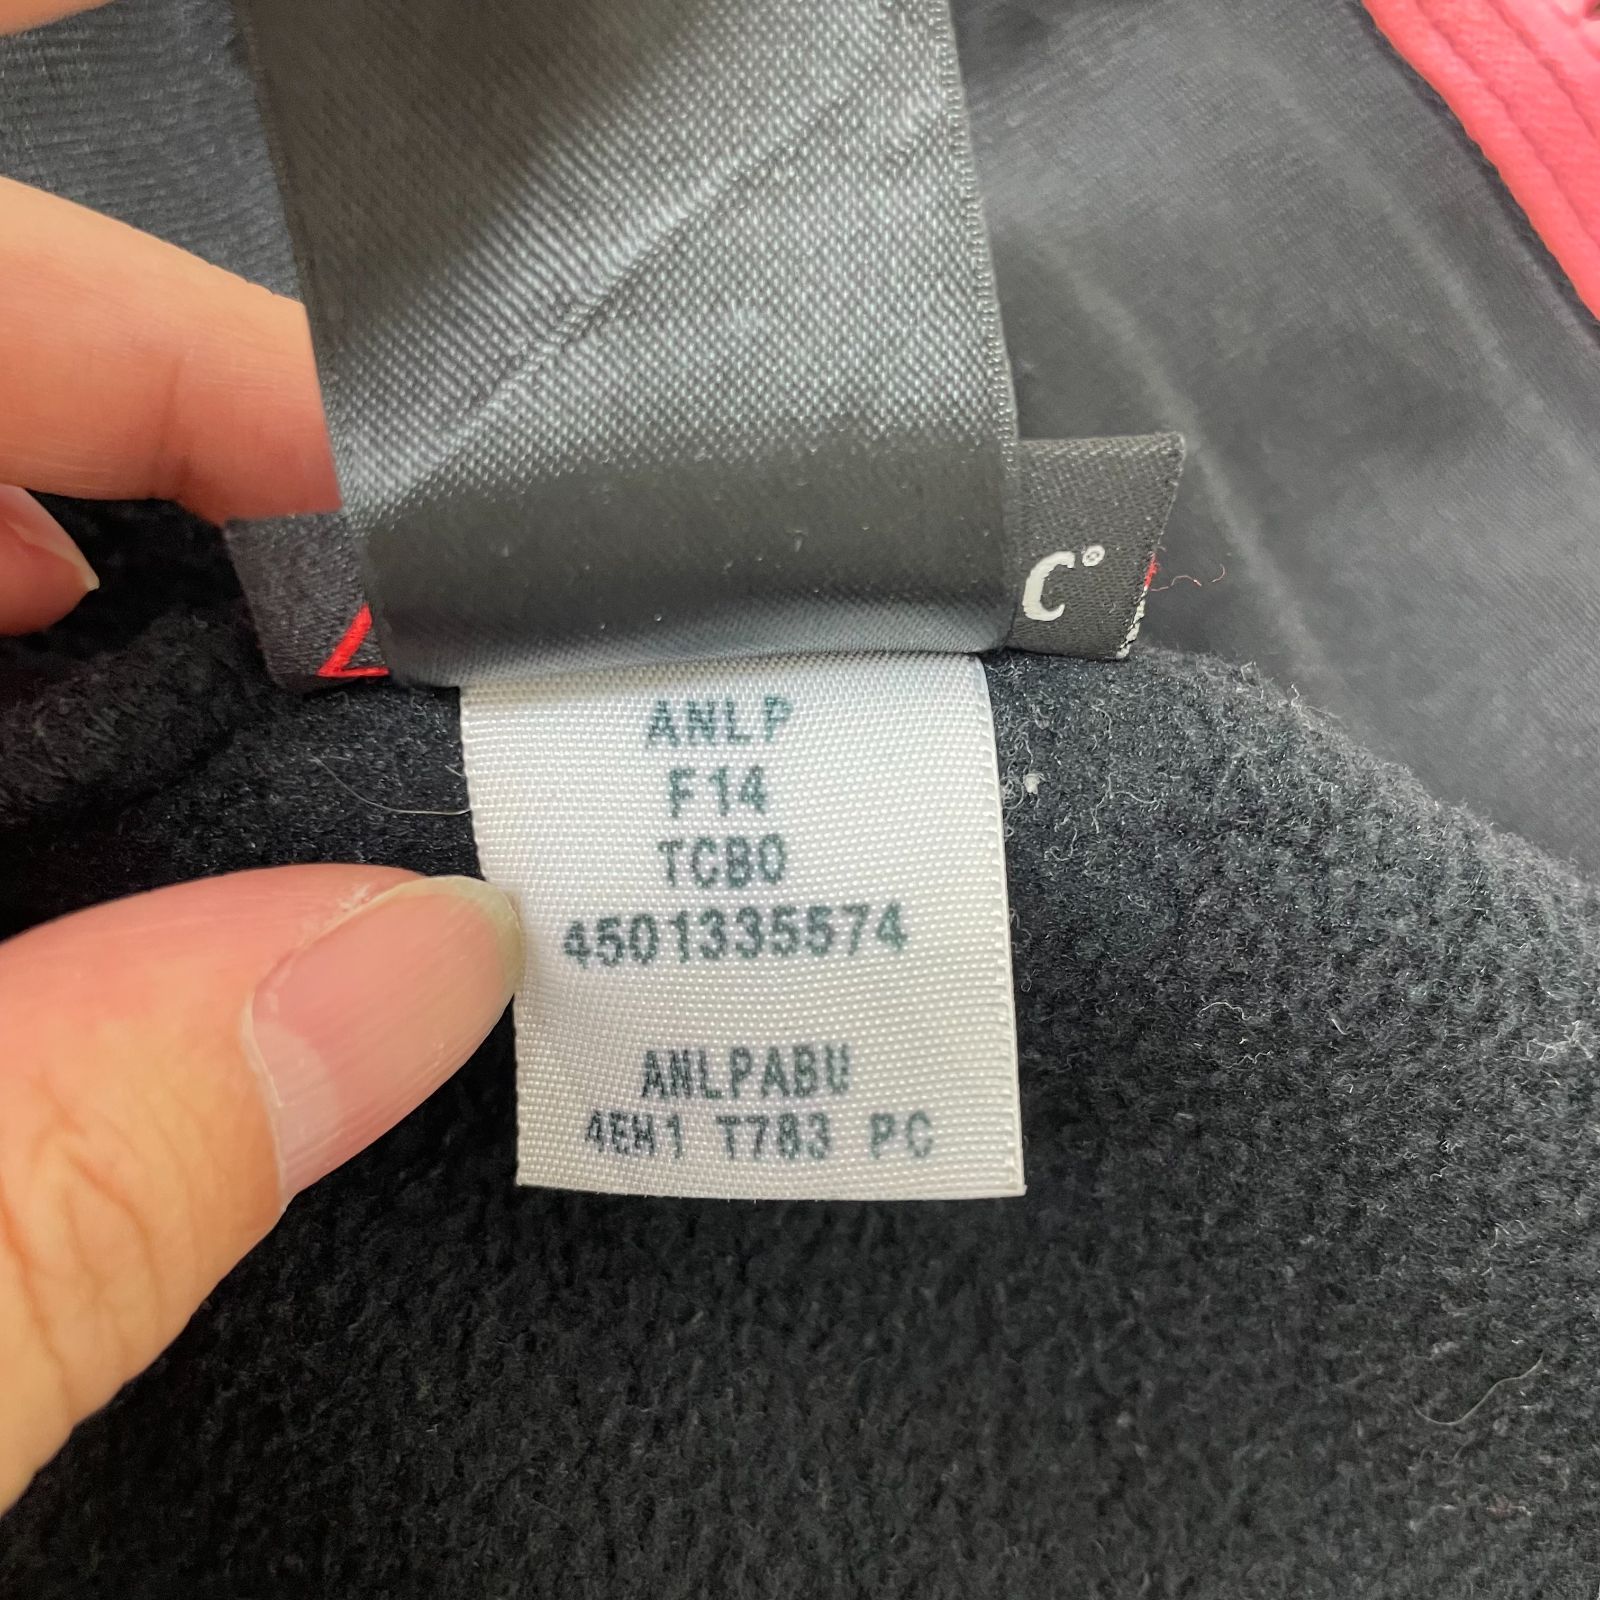 C°
ANLP
F14
TCBO
4501335574
ANLPABU
4EH1 T783 PC